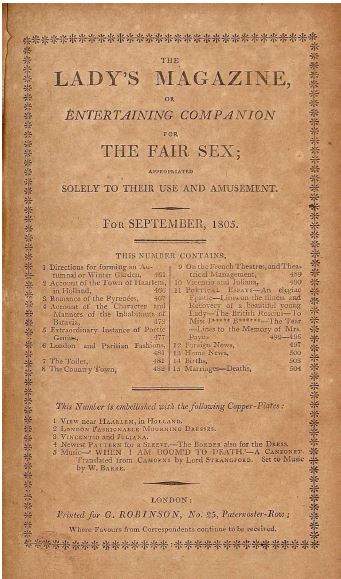 THE
LADY'S MAGAZINE,
OR
ENTERTAINING COMPANION
FOR
THE FAIR SEX;
APPROPRIATED
SOLELY TO THEIR USE AND AMUSEMENT.
FOR SEPTEMBER, 1805.
THIS NUMBER CONTAINS,
1 Directions for forming an Au-
tumnal or Winter Garden, 461
2 Account of the Town of Haarlem,
in Holland, 466
3 Romance of the Pyrenees, 467
4 Account of the Character and
Manners of the Inhabitants of
Batavia, 473
5 Extraordinary Instance of Poetic
Genius, 477
6 London and Parisian Fashions,
481
7 The Toilet, 481
8 The Country Town, 482
9 On the French Theatres, and Thea-
trical Management, 489
10 Vicentio and Juliana, 490
11 POETICAL ESSAYS—An elegiac
Epistle—Lines on the Illness and
Recovery of a beautiful young
Lady—The British Roscius—To
Miss—The Tear
—Lines to the Memory of Mrs.
Pope, 492—496
12 Foreign News, 497
13 Home News, 500
14 Births, 503
15 Marriages—Deaths, 504
This Number is embellished with the following Copper-Plates:
1 VIEW near HAARLEM, in HOLLAND.
2 LONDON FASHIONABLE MOURNING DRESSES.
3 VINCENTIO and JULIANA.
4 Newest PATTERN for a SLEEVE.—The BORDER also for the DRESS.
5 Music—' WHEN I AM DOOM'D TO DEATH.'—A CANZONET.
Translated from CAMOENS by Lord STRANGFORD. Set to Music
by W. BARRE.
LONDON:
Printed for G. ROBINSON, No. 25, Paternoster-Row;
Where Favours from Correspondents continue to be received.